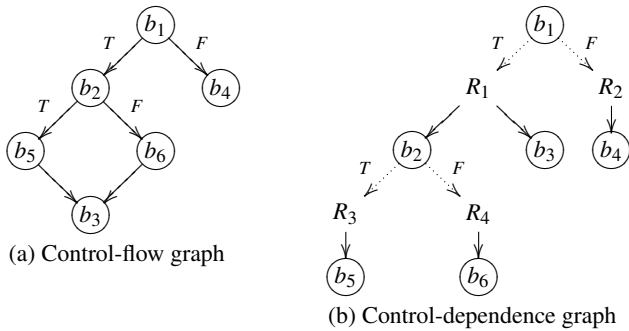 b1
T F
b2 b4
T F
b5 b6
b3
(a) Control-flow graph
b1
T F
R1 R2
b2 b3 b4
T F
R3 R4
b5 b6
(b) Control-dependence graph